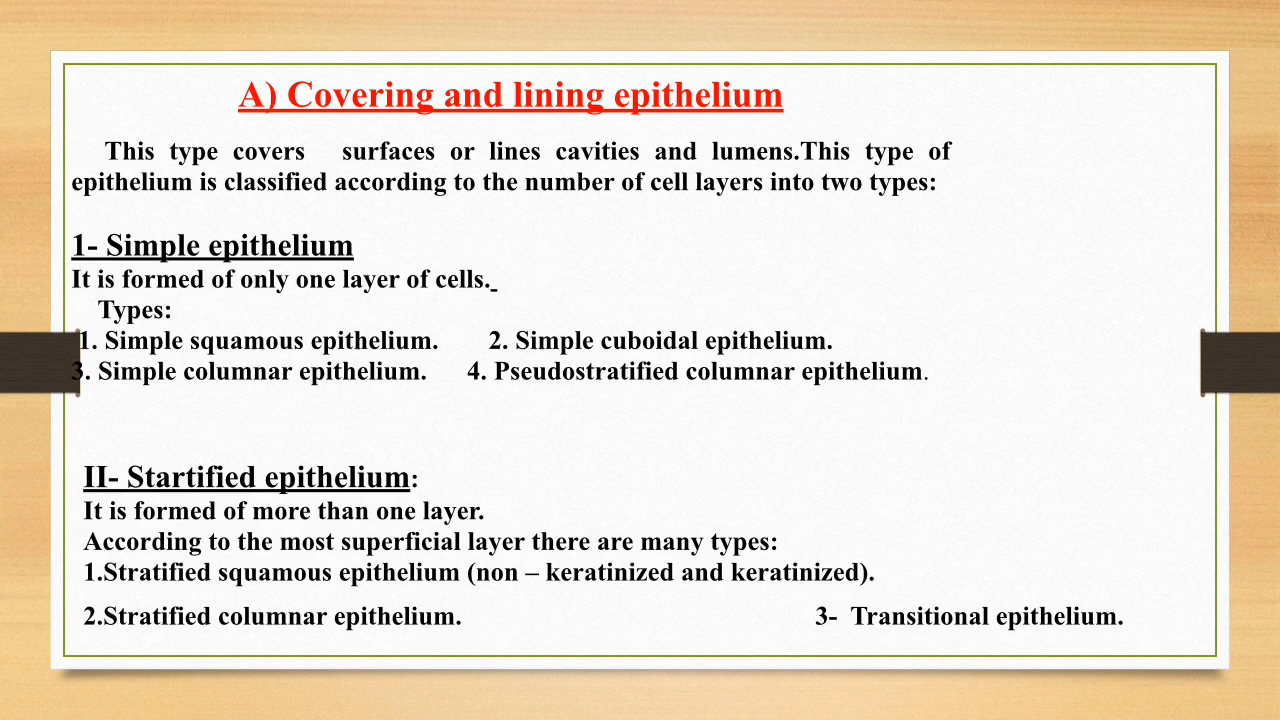 A) Covering and lining epithelium
This type covers surfaces or lines cavities and lumens.This type of
epithelium is classified according to the number of cell layers into two types:
1- Simple epithelium
It is formed of only one layer of cells.
Types:
1. Simple squamous epithelium. 2. Simple cuboidal epithelium.
3. Simple columnar epithelium. 4. Pseudostratified columnar epithelium.
II- Startified epithelium:
It is formed of more than one layer.
According to the most superficial layer there are many types:
1.Stratified squamous epithelium (non – keratinized and keratinized).
2.Stratified columnar epithelium. 3- Transitional epithelium.